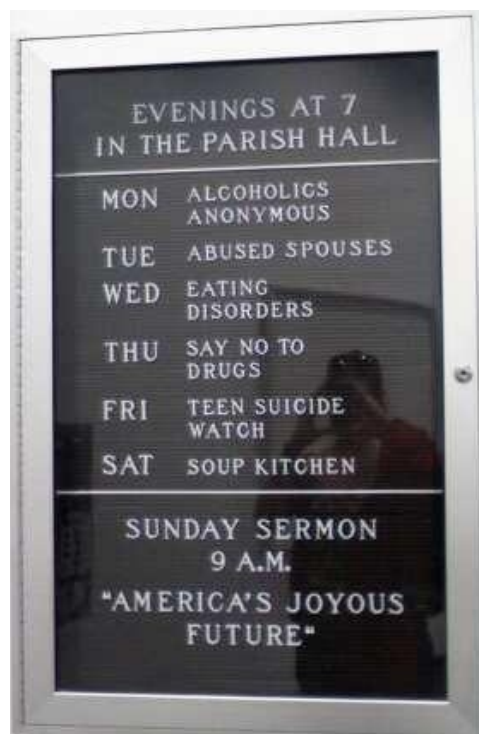 EVENINGS AT 7
IN THE PARISH HALL
MON ALCOHOLICS
ANONYMOUS
TUE ABUSED SPOUSES
WED EATING
DISORDERS
THU SAY NO TO
DRUGS
FRI TEEN SUICIDE
WATCH
SAT SOUP KITCHEN
SUNDAY SERMON
9 A.M.
"AMERICA'S JOYOUS
FUTURE"